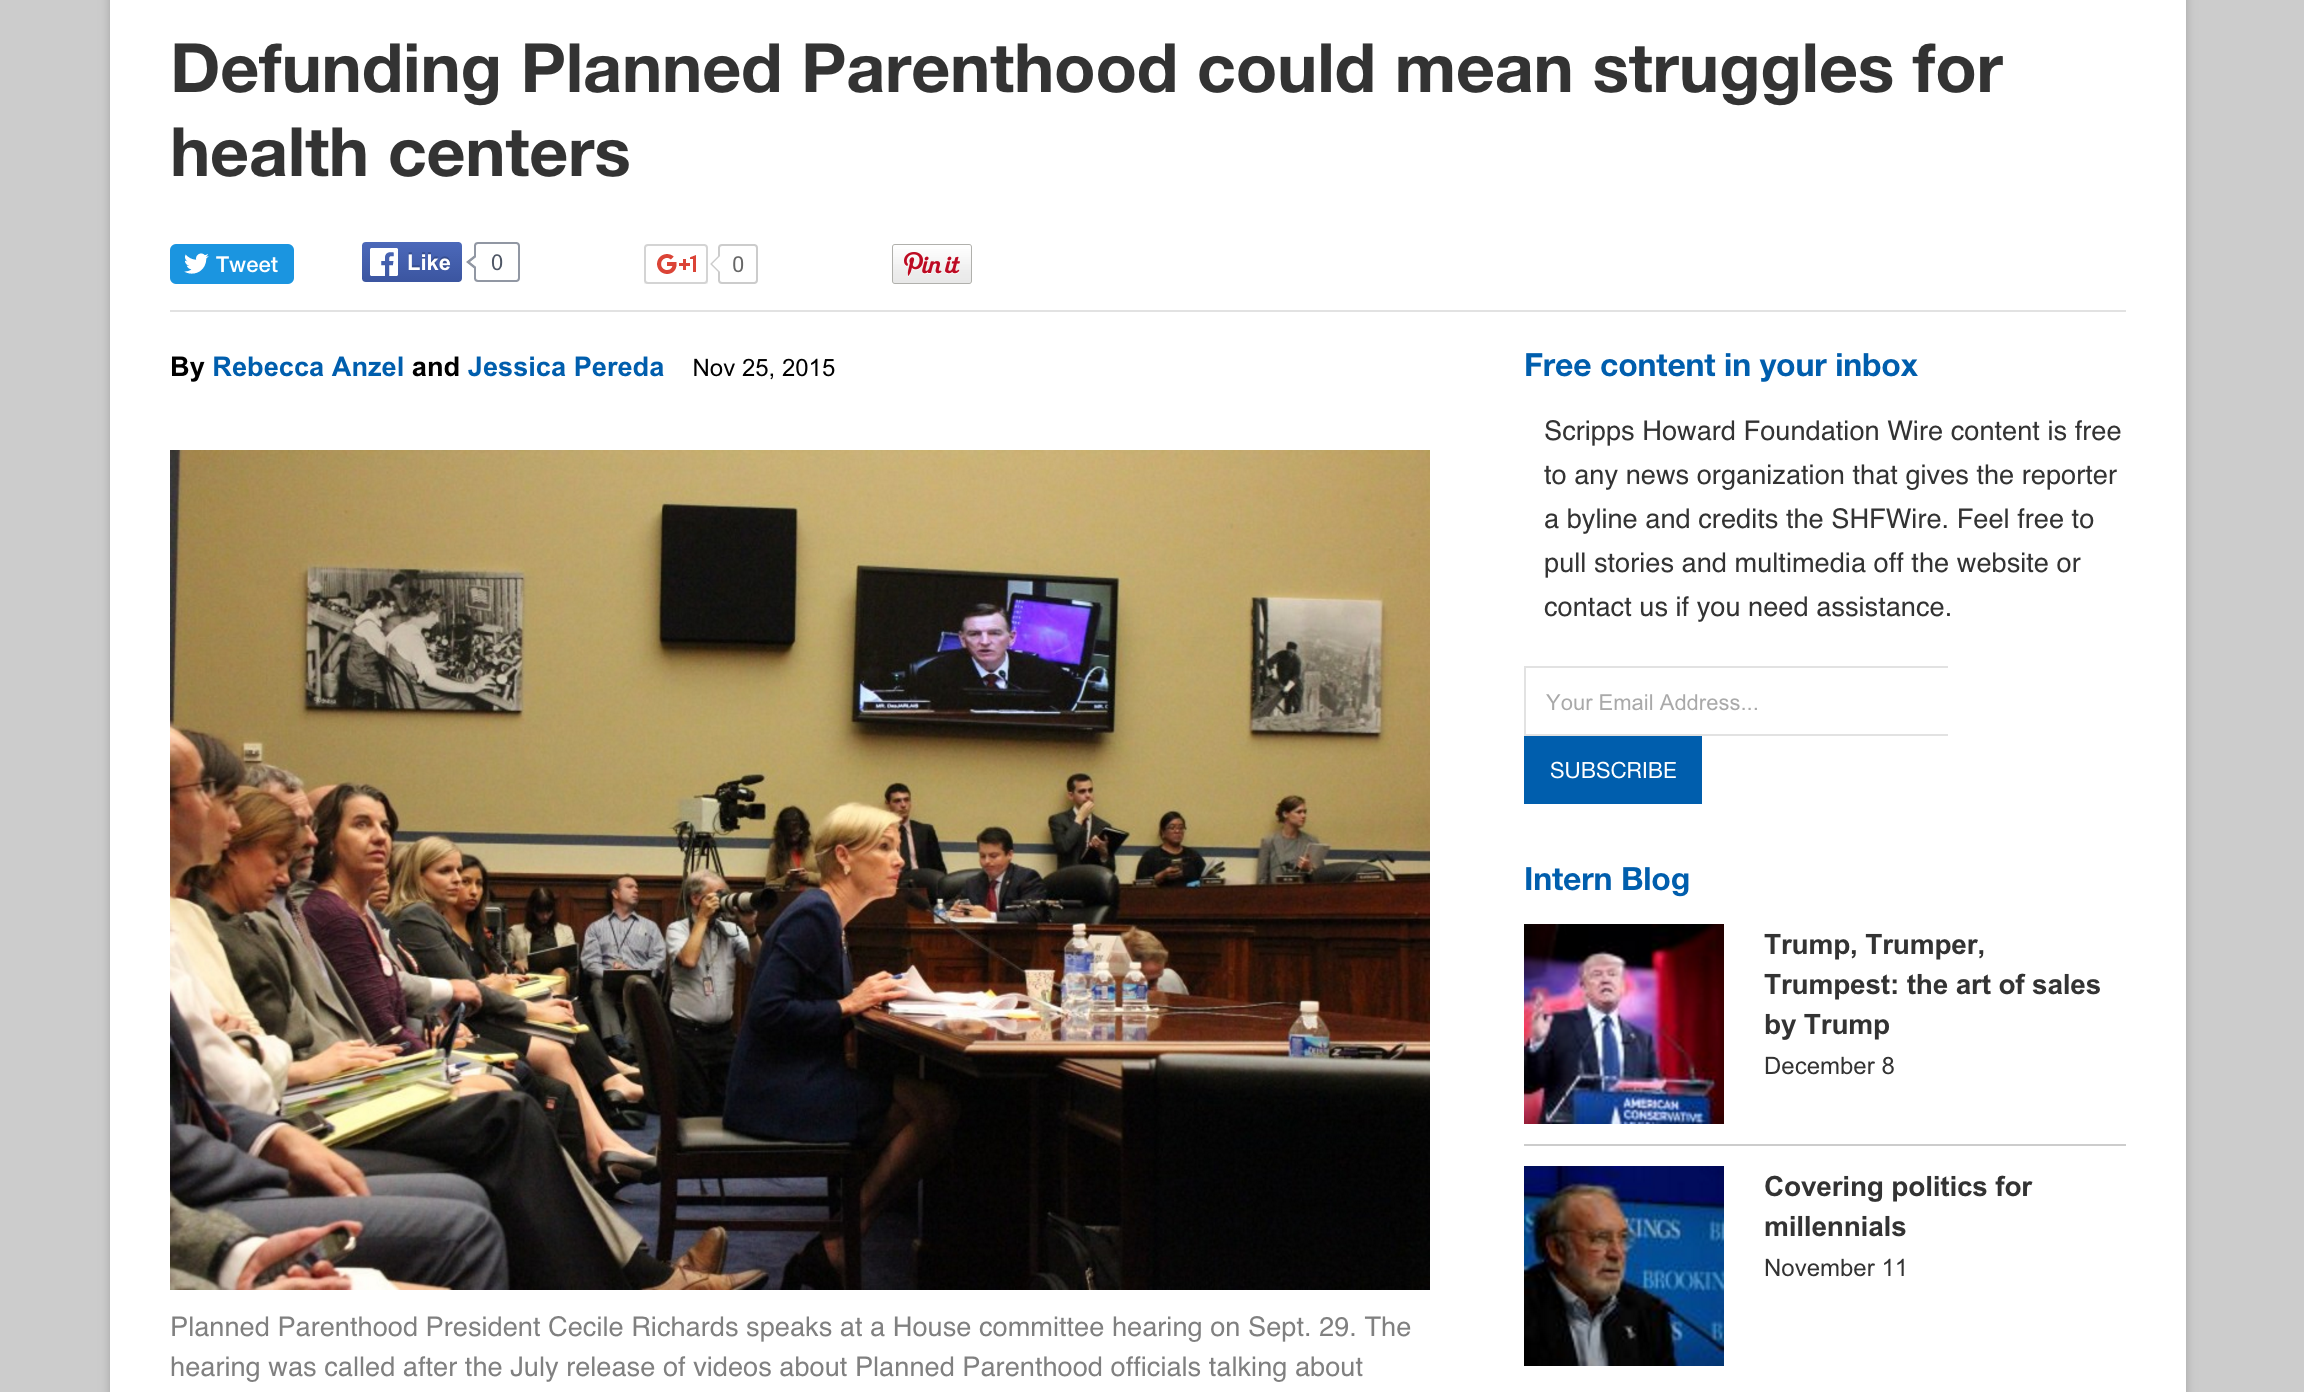 Defunding Planned Parenthood could mean struggles for
health centers
Tweet
Like
0
G+1
0
Pin it
By Rebecca Anzel and Jessica Pereda Nov 25, 2015
MR. DesJARLAIS
Planned Parenthood President Cecile Richards speaks at a House committee hearing on Sept. 29. The
hearing was called after the July release of videos about Planned Parenthood officials talking about
Free content in your inbox
Scripps Howard Foundation Wire content is free
to any news organization that gives the reporter
a byline and credits the SHFWire. Feel free to
pull stories and multimedia off the website or
contact us if you need assistance.
Your Email Address...
SUBSCRIBE
Intern Blog
AMERICAN
CONSERVATIVE
Trump, Trumper,
Trumpest: the art of sales
by Trump
December 8
KINGS
BROOKIN
Covering politics for
millennials
November 11